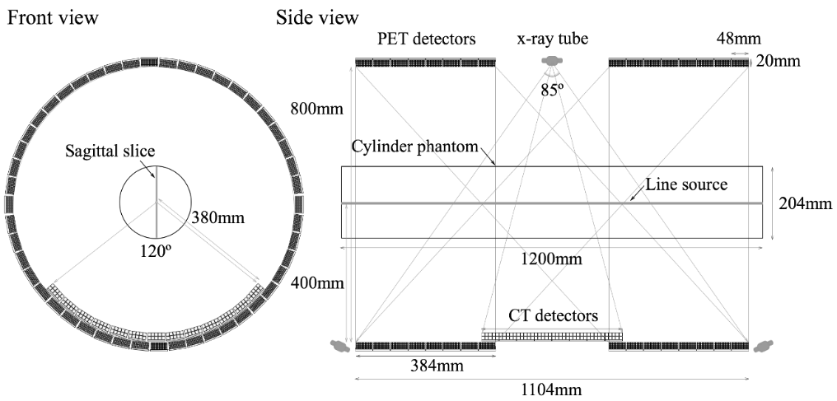 Front view
Side view
PET detectors
x-ray tube
48mm
20mm
85º
800mm
Sagittal slice
Cylinder phantom
Line source
380mm
204mm
120º
1200mm
400mm
CT detectors
384mm
1104mm